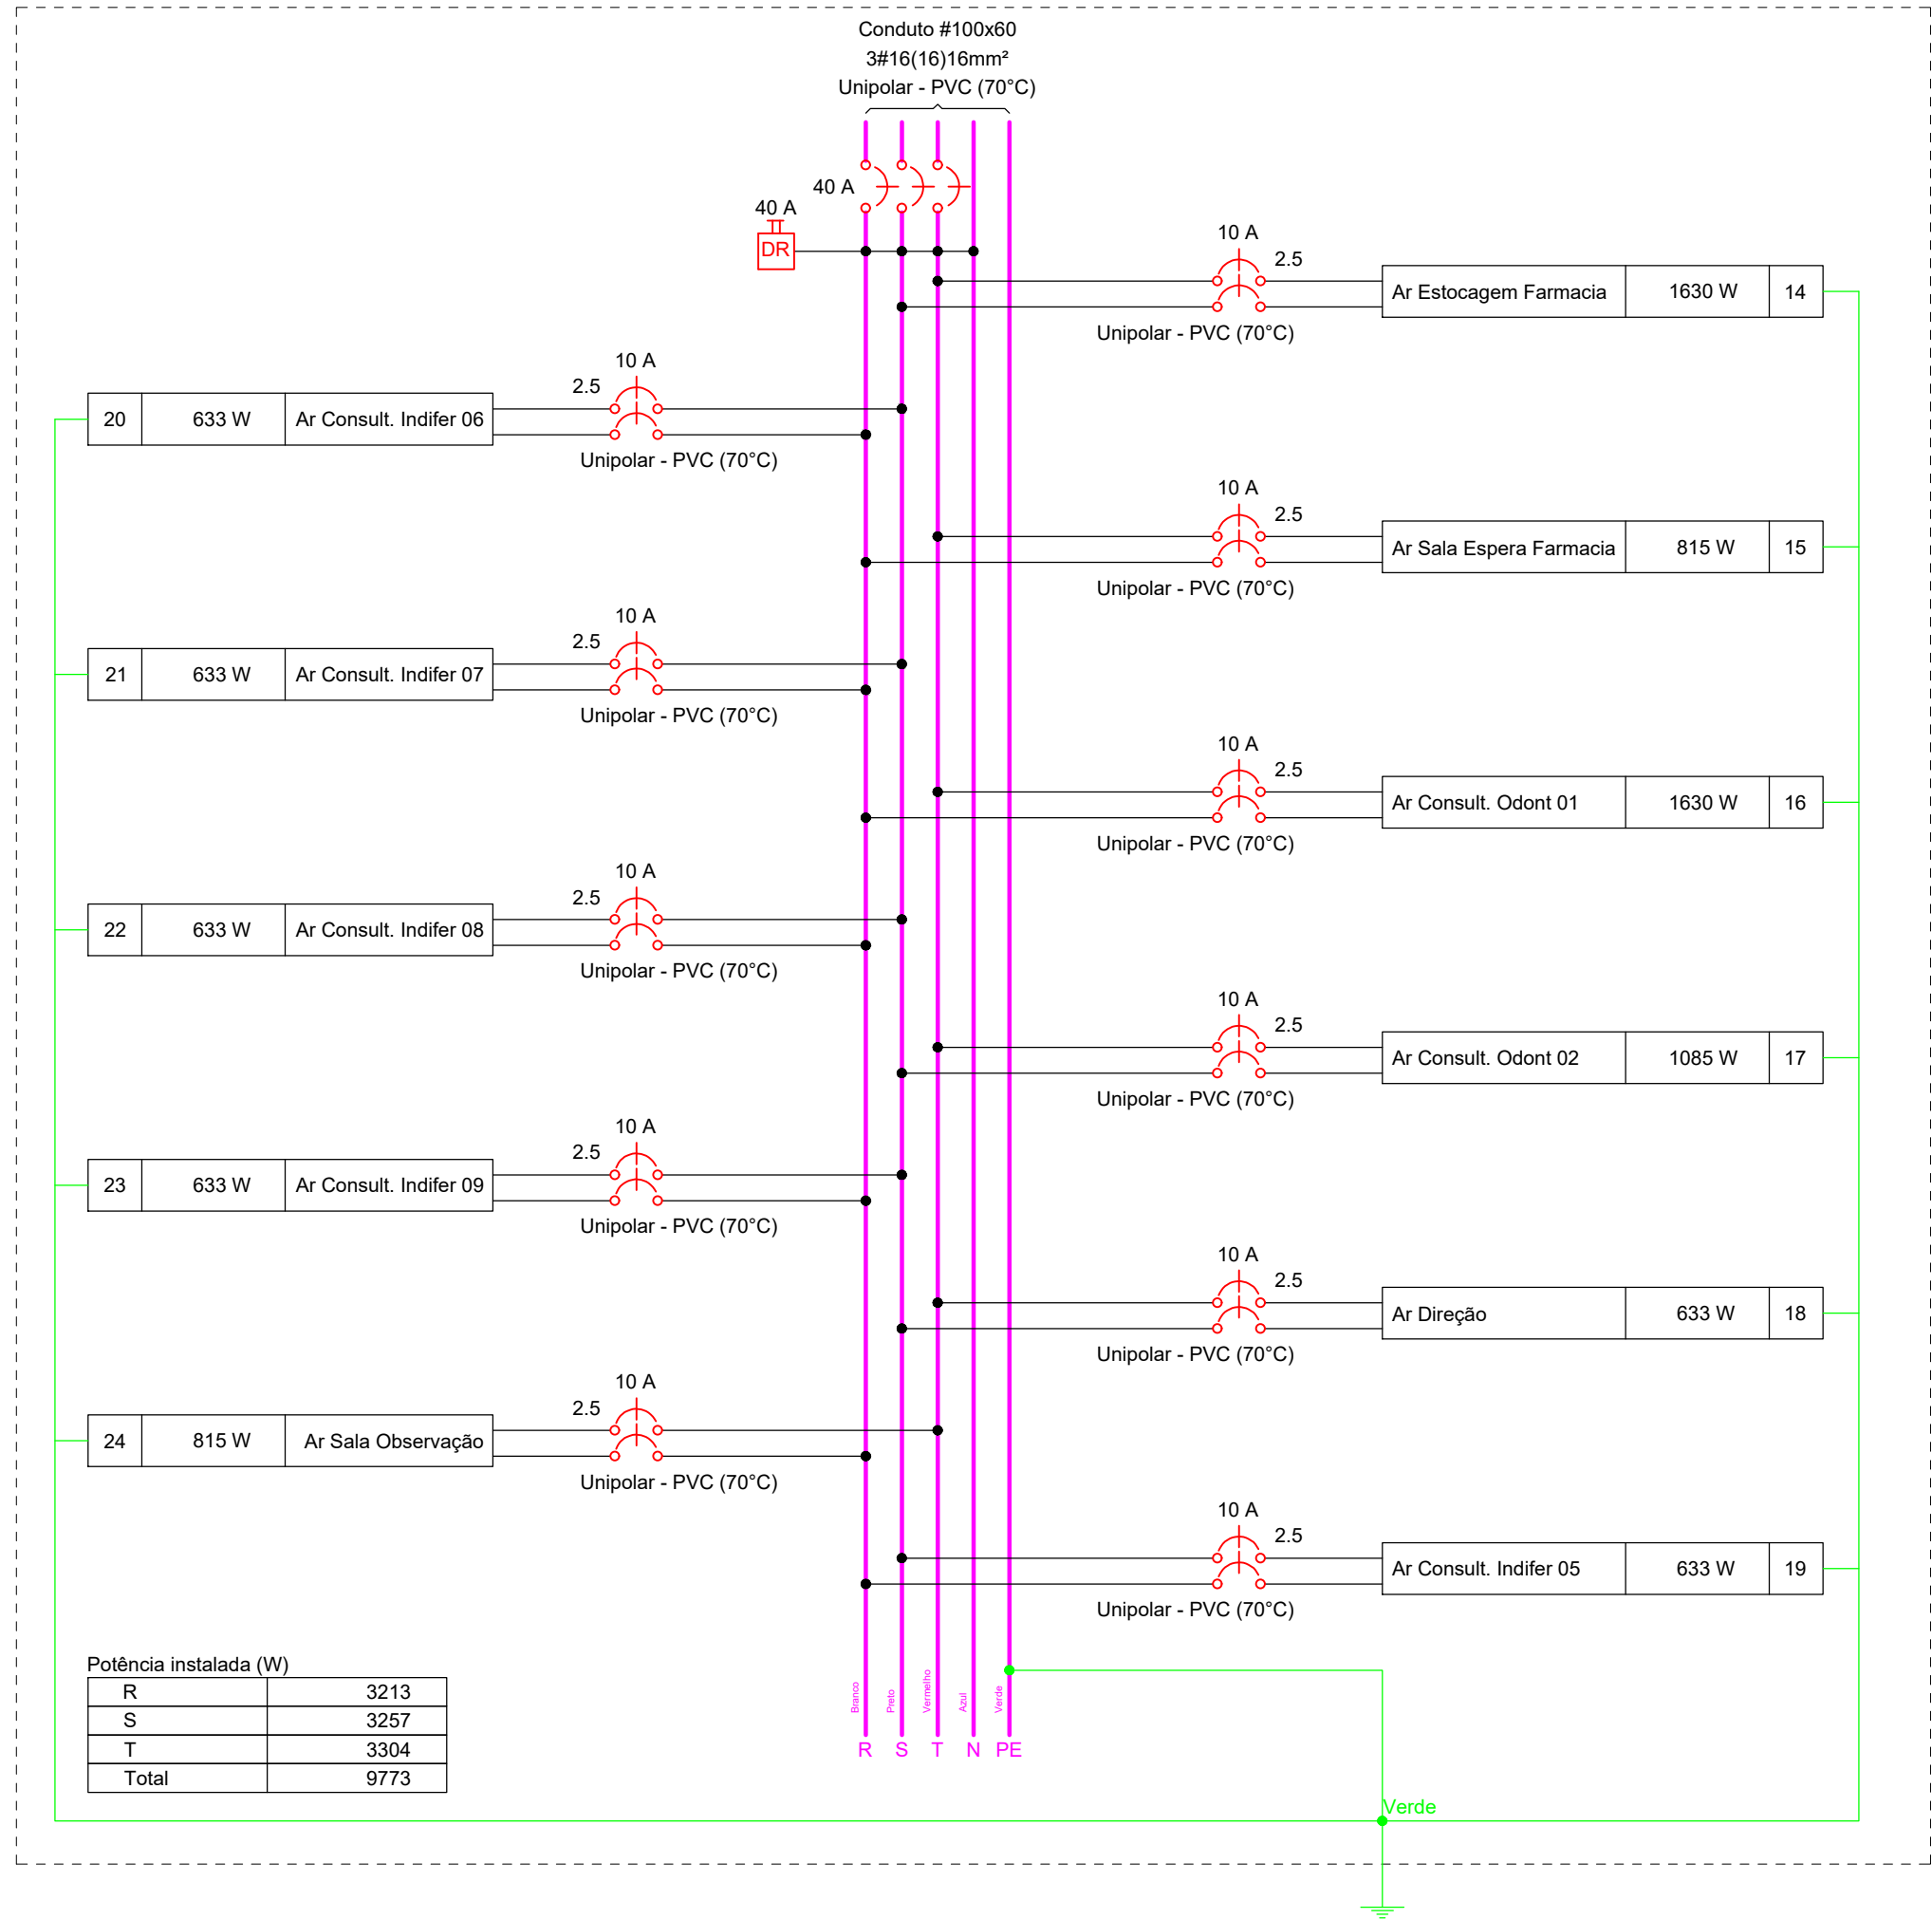 Conduto #100x60
3#16(16)16mm²
Unipolar - PVC (70°C)
40 A
40 A
DR
10 A
2.5
Ar Estocagem Farmacia 1630 W 14
Unipolar - PVC (70°C)
10 A
2.5
20 633 W Ar Consult. Indifer 06
Unipolar - PVC (70°C)
10 A
2.5
Ar Sala Espera Farmacia 815 W 15
Unipolar - PVC (70°C)
10 A
2.5
21 633 W Ar Consult. Indifer 07
Unipolar - PVC (70°C)
10 A
2.5
Ar Consult. Odont 01 1630 W 16
Unipolar - PVC (70°C)
10 A
2.5
22 633 W Ar Consult. Indifer 08
Unipolar - PVC (70°C)
10 A
2.5
Ar Consult. Odont 02 1085 W 17
Unipolar - PVC (70°C)
10 A
2.5
23 633 W Ar Consult. Indifer 09
Unipolar - PVC (70°C)
10 A
2.5
Ar Direção 633 W 18
Unipolar - PVC (70°C)
10 A
2.5
24 815 W Ar Sala Observação
Unipolar - PVC (70°C)
10 A
2.5
Ar Consult. Indifer 05 633 W 19
Unipolar - PVC (70°C)
Potência instalada (W)
R 3213
S 3257
T 3304
Total 9773
Branco
Preto
Vermelho
Azul
Verde
R S T N PE
Verde